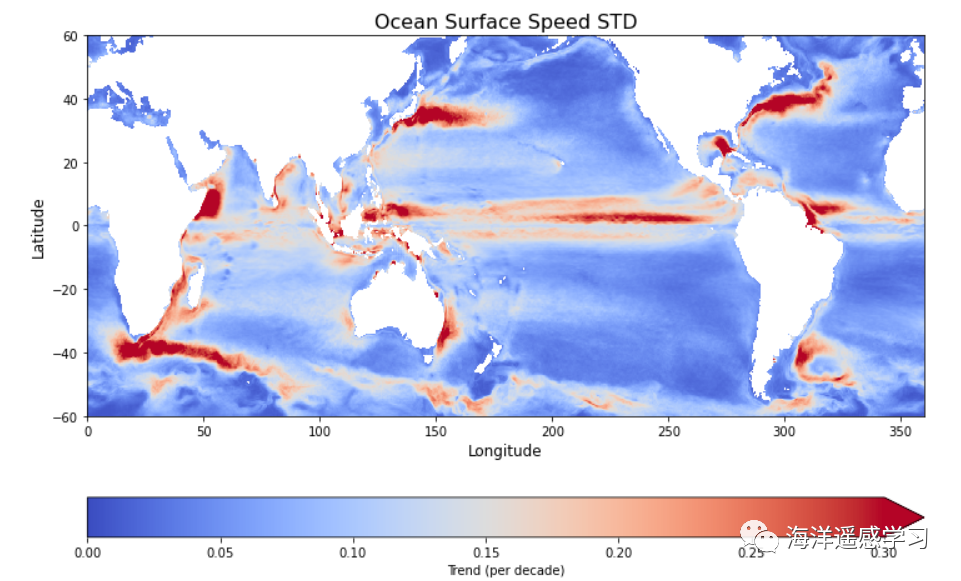 Ocean Surface Speed STD
60
40
20
0
−20
−40
−60
Latitude
0 50 100 150 200 250 300 350
Longitude
0.00 0.05 0.10 0.15 0.20 0.25 0.30
Trend (per decade)
海洋遥感学习